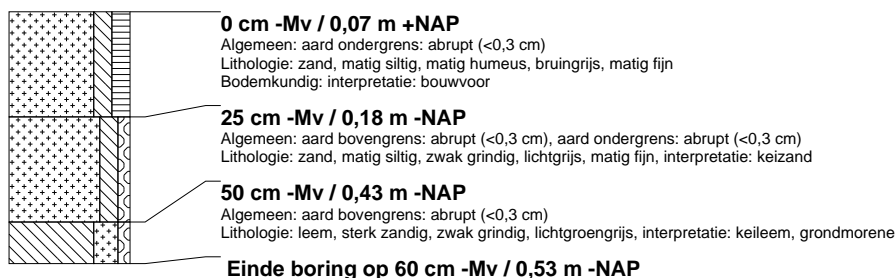 0 cm -Mv / 0,07 m +NAP
Algemeen: aard ondergrens: abrupt (<0,3 cm)
Lithologie: zand, matig siltig, matig humeus, bruingrijs, matig fijn
Bodemkundig: interpretatie: bouwvoor
25 cm -Mv / 0,18 m -NAP
Algemeen: aard bovengrens: abrupt (<0,3 cm), aard ondergrens: abrupt (<0,3 cm)
Lithologie: zand, matig siltig, zwak grindig, lichtgrijs, matig fijn, interpretatie: keizand
50 cm -Mv / 0,43 m -NAP
Algemeen: aard bovengrens: abrupt (<0,3 cm)
Lithologie: leem, sterk zandig, zwak grindig, lichtgroengrijs, interpretatie: keileem, grondmorene
Einde boring op 60 cm -Mv / 0,53 m -NAP